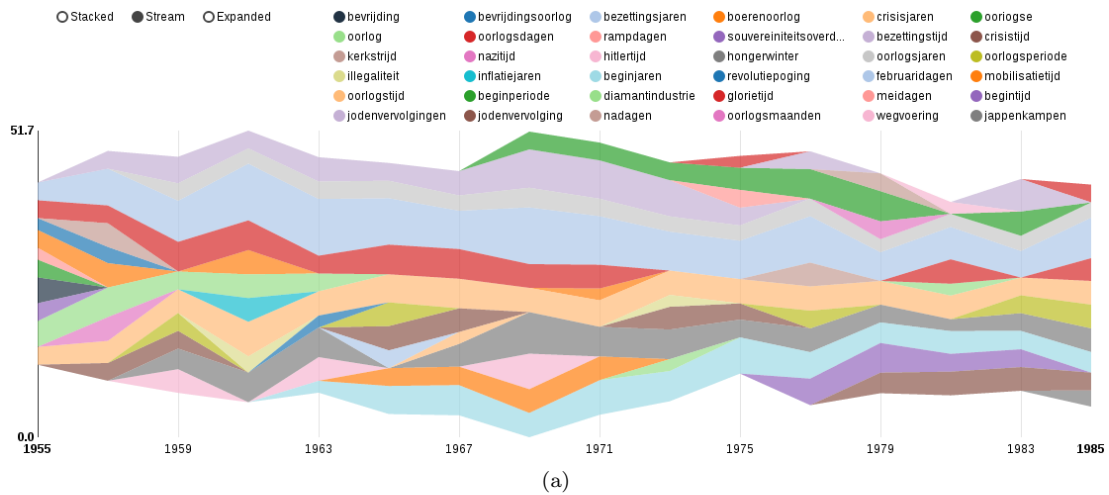 Stacked Stream Expanded
bevrijding bevrijdingsoorlog bezettingsjaren boerenoorlog crisisjaren ooriogse
oorlog oorlogsdagen rampdagen souvereiniteitsoverd... bezettingstijd crisistijd
kerkstrijd nazitijd hitlertijd hongerwinter oorlogsjaren oorlogsperiode
illegaliteit inflatiejaren beginjaren revolutiepoging februaridagen mobilisatietijd
oorlogstijd beginperiode diamantindustrie glorietijd meidagen begintijd
jodenvervolgingen jodenvervolging nadagen oorlogsmaanden wegvoering jappenkampen
51.7
0.0
1955 1959 1963 1967 1971 1975 1979 1983 1985
(a)